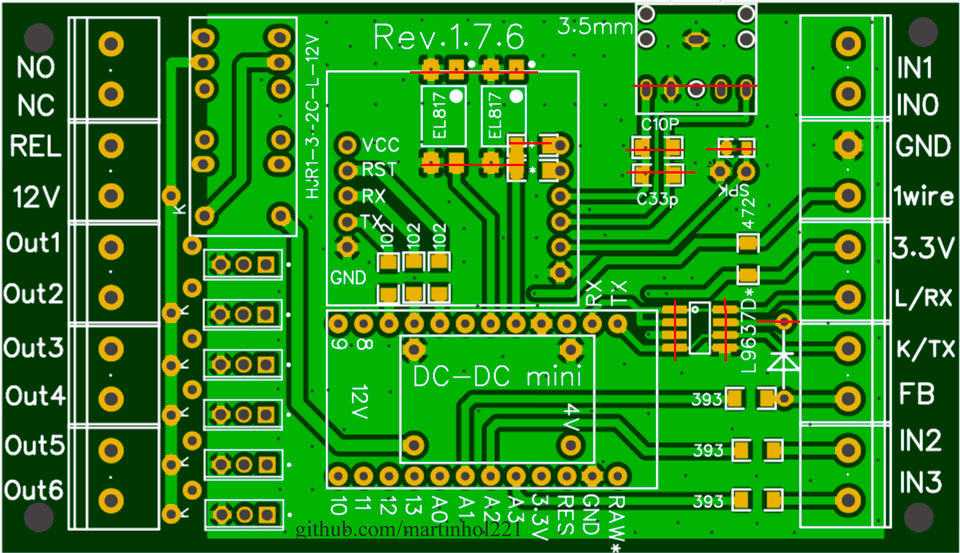 NO
NC
REL
12V
Out1
Out2
Out3
Out4
Out5
Out6
K
K
K
K
K
K
HJR1-3-2C-L-12V
Rev.1.7.6
3.5mm
EL817
EL817
*
VCC
RST
RX
TX
GND
102
102
102
C10P
C33p
SPK
472
RX
TX
L9637D*
9
8
DC-DC mini
12V
4V
393
393
393
10
11
12
13
A0
A1
A2
A3
3.3V
RES
GND
RAW*
github.com/martinhol221
IN1
IN0
GND
1wire
3.3V
L/RX
K/TX
FB
IN2
IN3